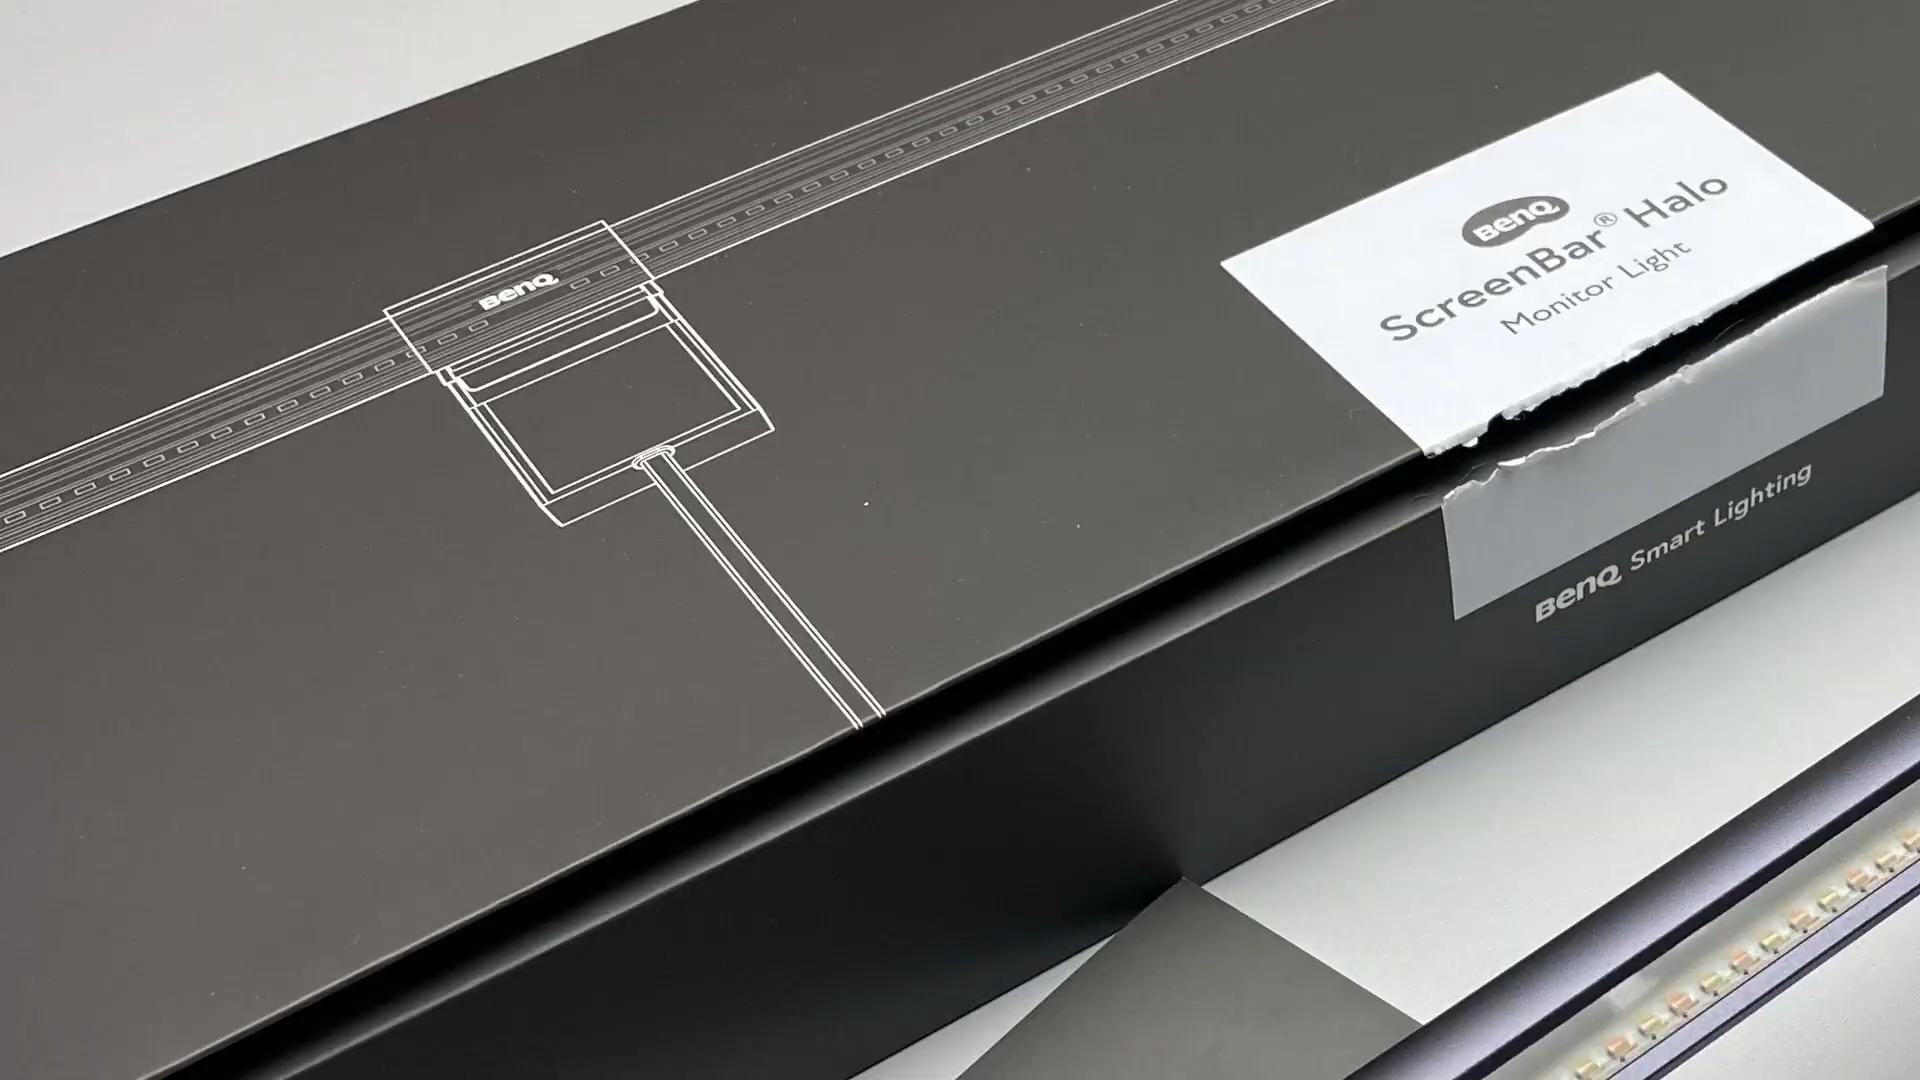 BenQ
BenQ
ScreenBar® Halo
Monitor Light
BenQ Smart Lighting